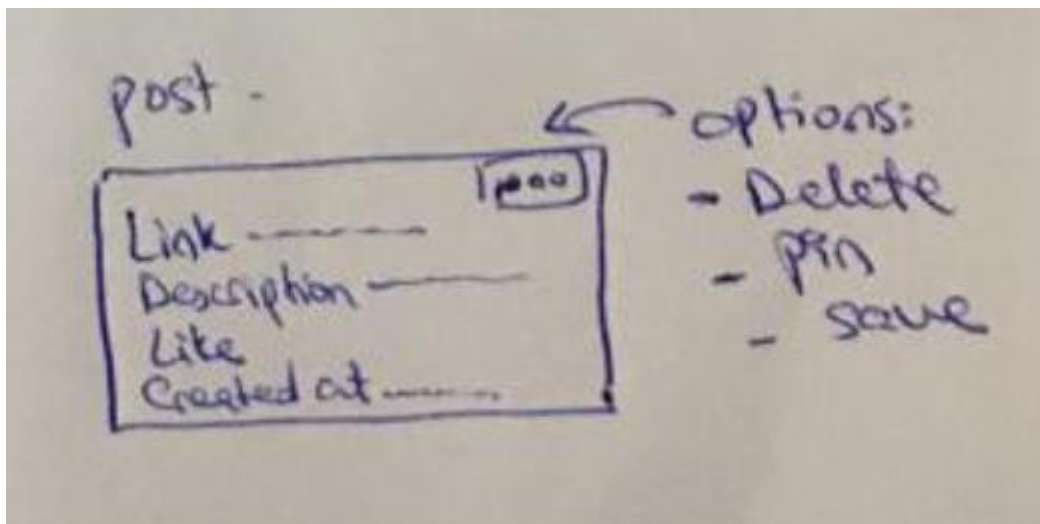 post -
options:
- Delete
- pin
- save
Link
Description
Like
Created at